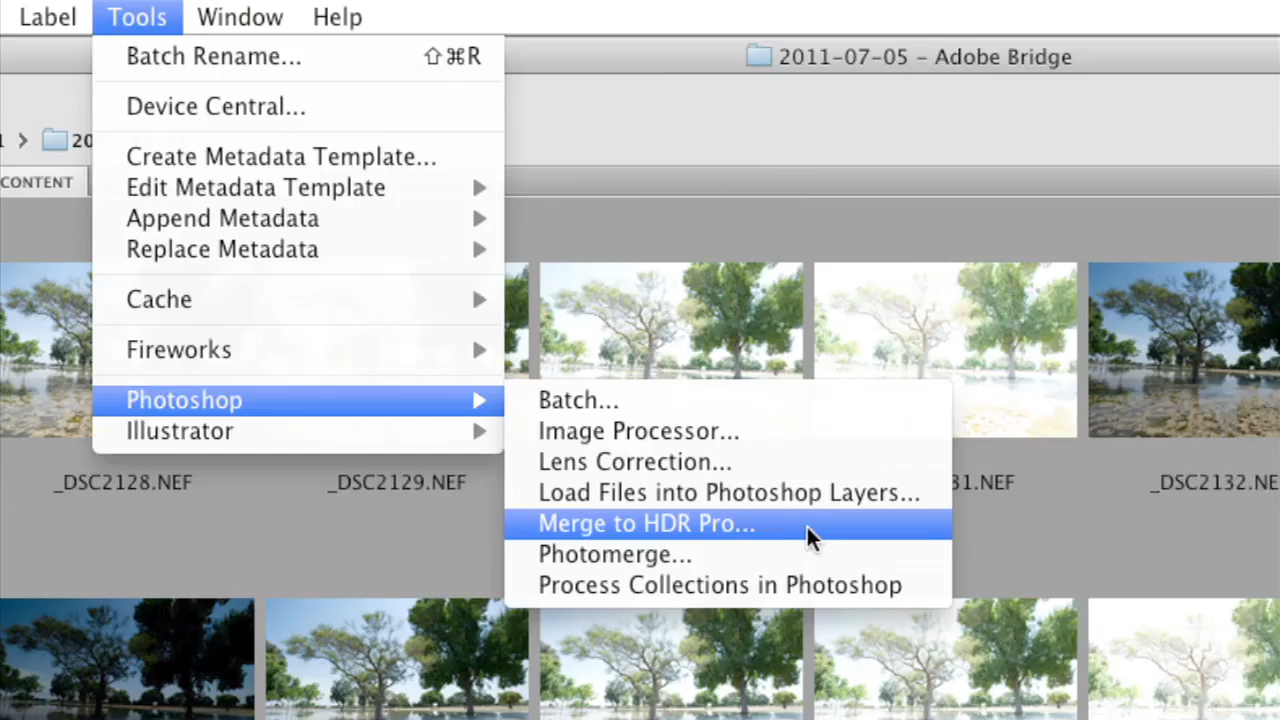 Label Tools Window Help
2011-07-05 – Adobe Bridge
Batch Rename... ⇧⌘R
Device Central...
20
CONTENT
Create Metadata Template...
Edit Metadata Template
Append Metadata
Replace Metadata
Cache
Fireworks
Photoshop
Illustrator
Batch...
Image Processor...
Lens Correction...
Load Files into Photoshop Layers...
Merge to HDR Pro...
Photomerge...
Process Collections in Photoshop
_DSC2128.NEF _DSC2129.NEF 31.NEF _DSC2132.NE